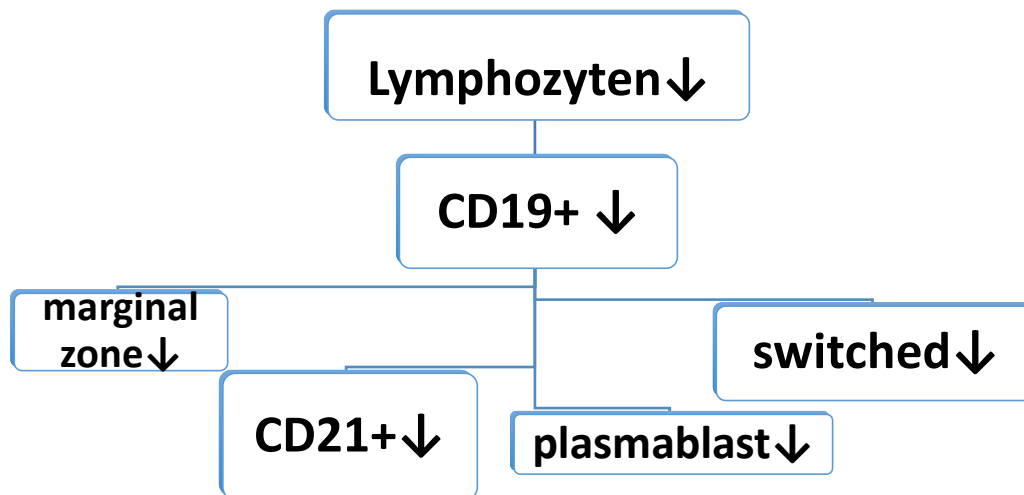 Lymphozyten↓
CD19+ ↓
marginal
zone↓
switched↓
CD21+↓
plasmablast↓